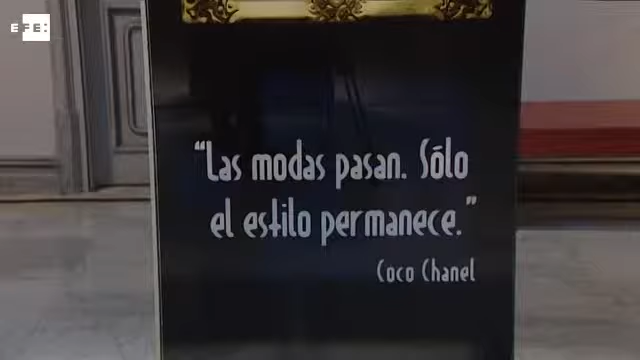 EFE:
“Las modas pasan. Sólo
el estilo permanece.”
Coco Chanel